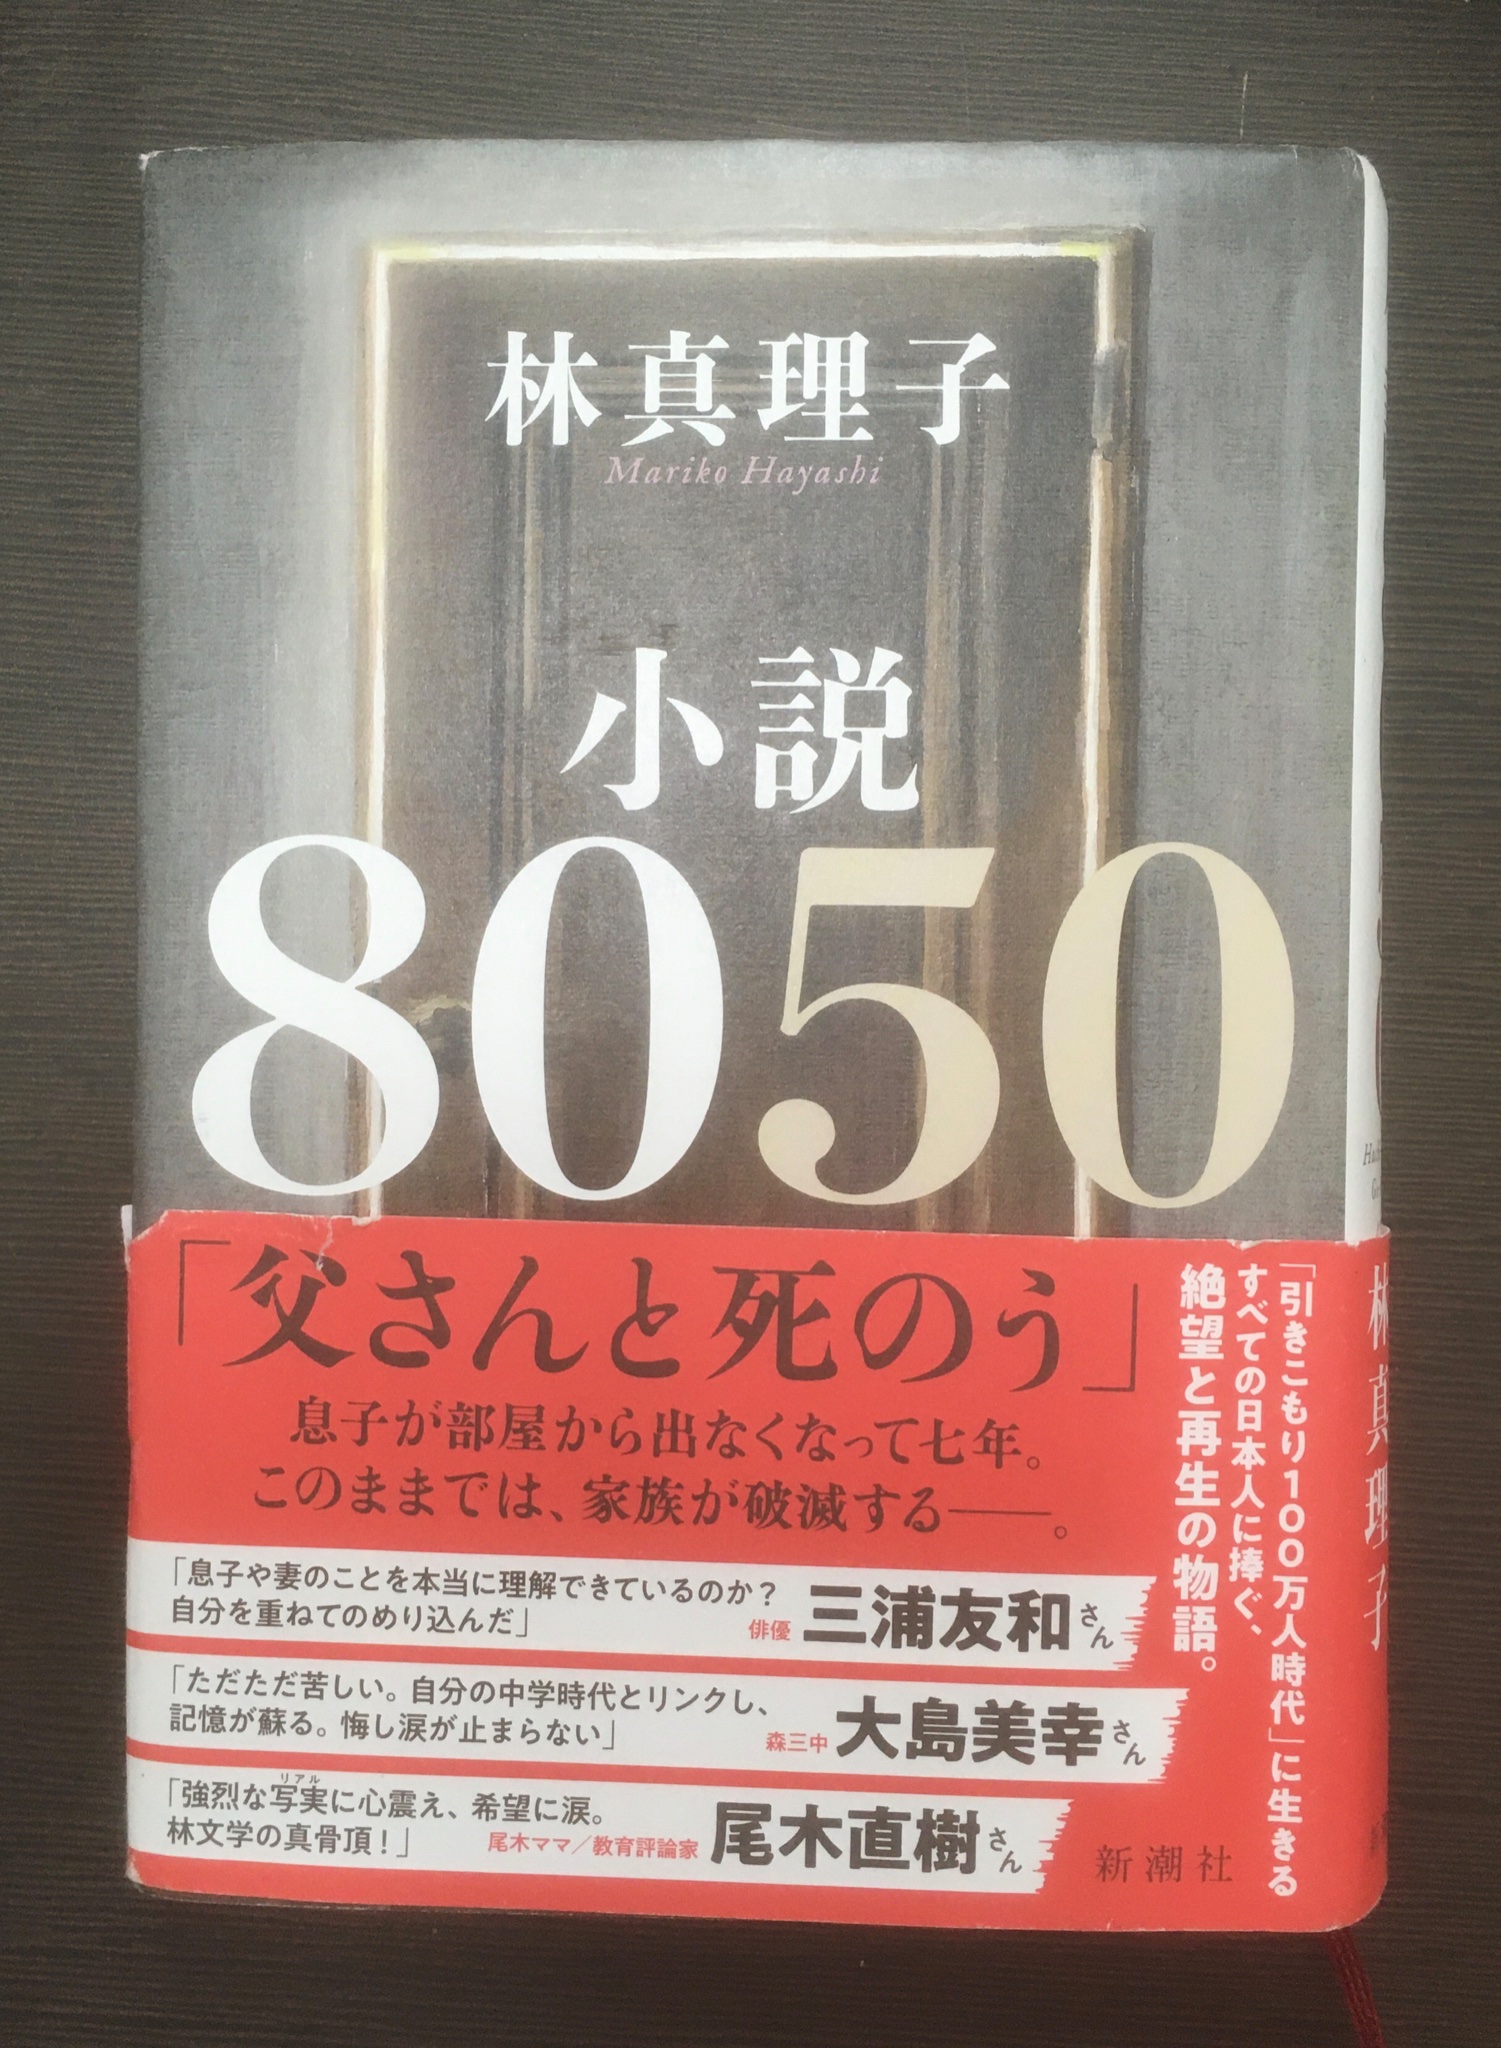 林真理子
Mariko Hayashi
小説
8050
「父さんと死のう」
息子が部屋から出なくなって七年。
このままでは、家族が破滅する――。
「引きこもり100万人時代」に生きる
すべての日本人に捧ぐ、
絶望と再生の物語。
「息子や妻のことを本当に理解できているのか?
自分を重ねてのめり込んだ」
俳優 三浦友和さん
「ただただ苦しい。自分の中学時代とリンクし、
記憶が蘇る。悔し涙が止まらない」
森三中 大島美幸さん
リアル
「強烈な写実に心震え、希望に涙。
林文学の真骨頂!」
尾木ママ/教育評論家 尾木直樹さん
新潮社
林真理子